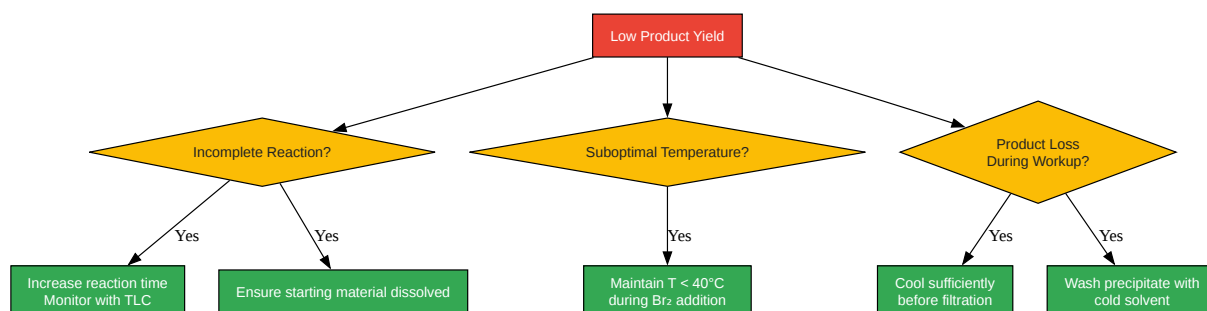 Low Product Yield
Incomplete Reaction?
Suboptimal Temperature?
Product Loss
During Workup?
Yes
Yes
Yes
Yes
Yes
Increase reaction time
Monitor with TLC
Ensure starting material dissolved
Maintain T < 40°C
during Br₂ addition
Cool sufficiently
before filtration
Wash precipitate with
cold solvent